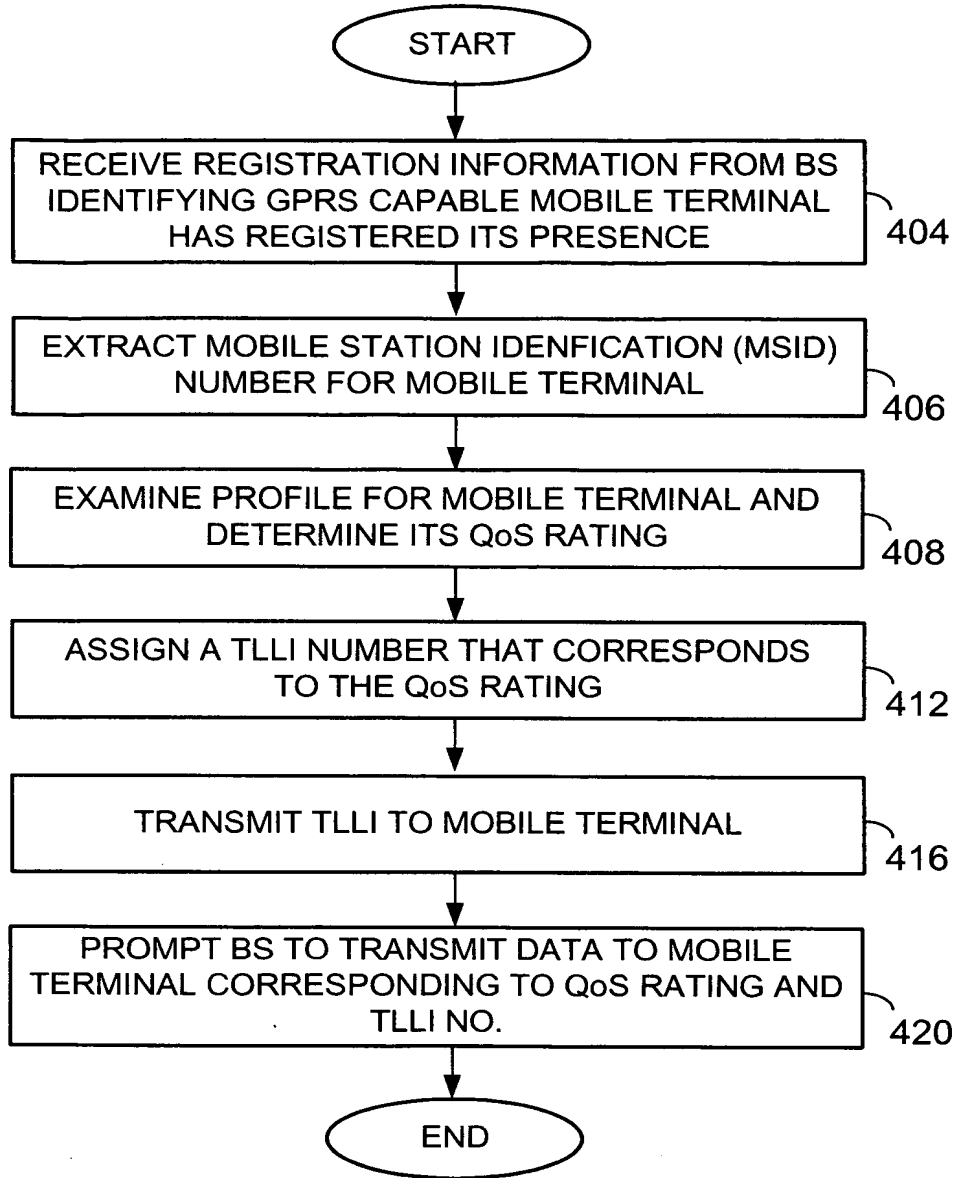 START
RECEIVE REGISTRATION INFORMATION FROM BS
IDENTIFYING GPRS CAPABLE MOBILE TERMINAL
HAS REGISTERED ITS PRESENCE
404
EXTRACT MOBILE STATION IDENFICATION (MSID)
NUMBER FOR MOBILE TERMINAL
406
EXAMINE PROFILE FOR MOBILE TERMINAL AND
DETERMINE ITS QoS RATING
408
ASSIGN A TLLI NUMBER THAT CORRESPONDS
TO THE QoS RATING
412
TRANSMIT TLLI TO MOBILE TERMINAL
416
PROMPT BS TO TRANSMIT DATA TO MOBILE
TERMINAL CORRESPONDING TO QoS RATING AND
TLLI NO.
420
END